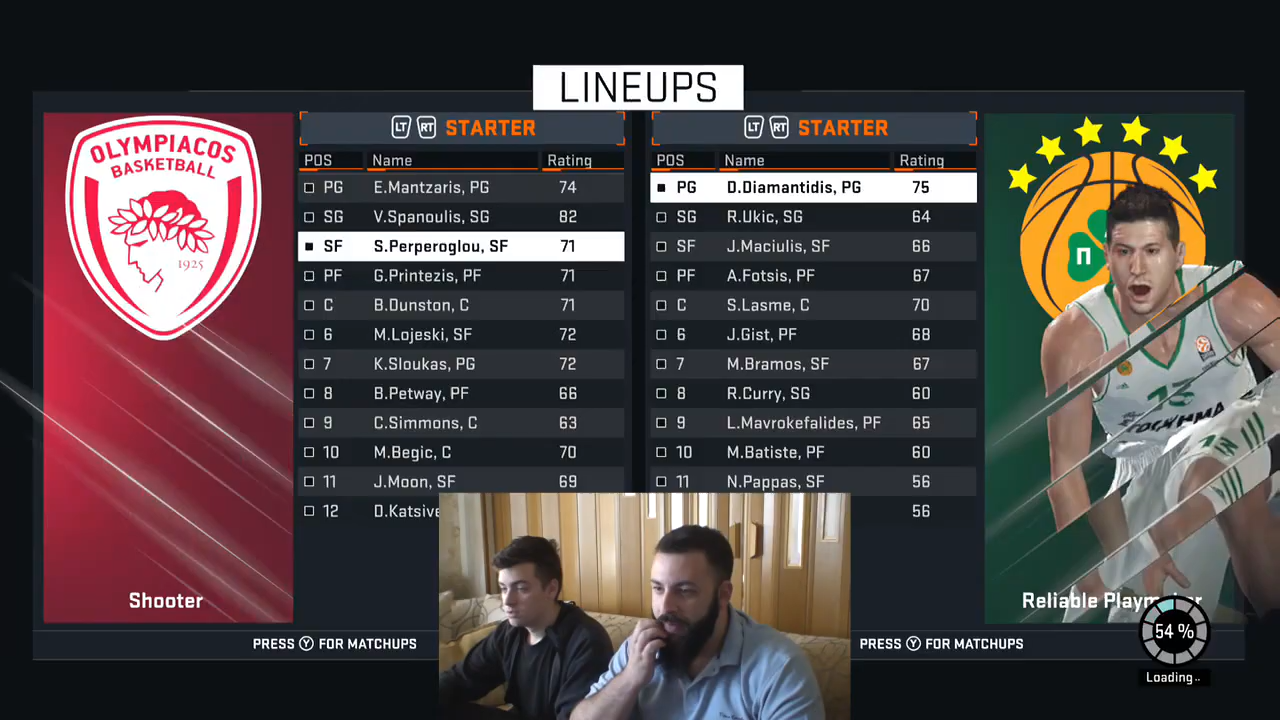 LINEUPS
OLYMPIACOS
BASKETBALL
1925
Shooter
LT RT STARTER
POS Name Rating
PG E.Mantzaris, PG 74
SG V.Spanoulis, SG 82
SF S.Perperoglou, SF 71
PF G.Printezis, PF 71
C B.Dunston, C 71
6 M.Lojeski, SF 72
7 K.Sloukas, PG 72
8 B.Petway, PF 66
9 C.Simmons, C 63
10 M.Begic, C 70
11 J.Moon, SF 69
12
PRESS Y FOR MATCHUPS
LT RT STARTER
POS Name Rating
PG D.Diamantidis, PG 75
SG R.Ukic, SG 64
SF J.Maciulis, SF 66
PF A.Fotsis, PF 67
C S.Lasme, C 70
6 J.Gist, PF 68
7 M.Bramos, SF 67
8 R.Curry, SG 60
9 L.Mavrokefalides, PF 65
10 M.Batiste, PF 60
11 N.Pappas, SF 56
56
PRESS Y FOR MATCHUPS
Π
13
13
Reliable
54 %
Loading..